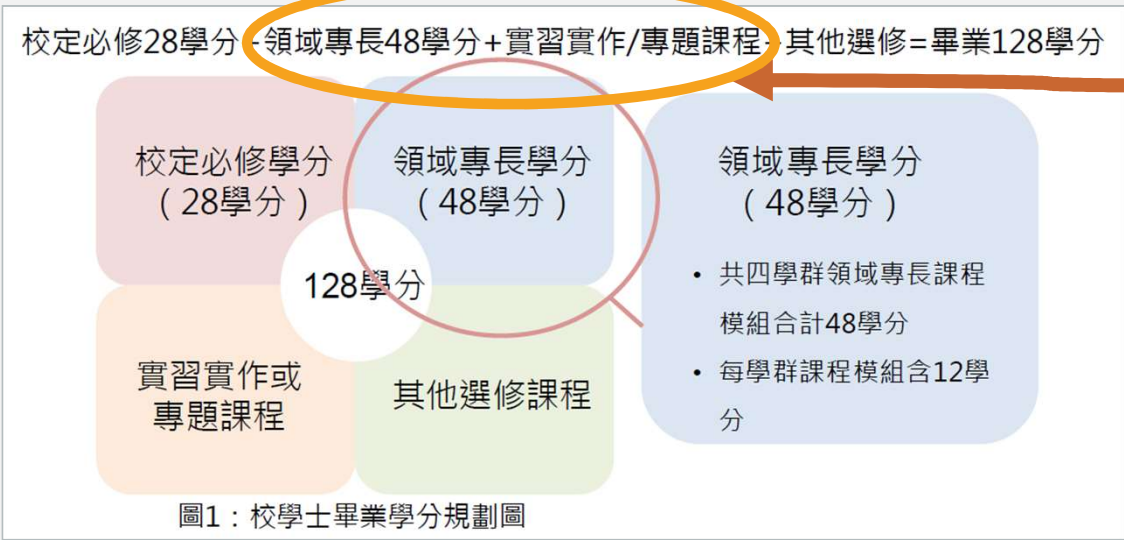 校定必修28學分+領域專長48學分+實習實作/專題課程+其他選修=畢業128學分
校定必修學分
（28學分）
領域專長學分
（48學分）
128學分
實習實作或
專題課程
其他選修課程
領域專長學分
（48學分）
• 共四學群領域專長課程
模組合計48學分
• 每學群課程模組含12學
分
圖1：校學士畢業學分規劃圖